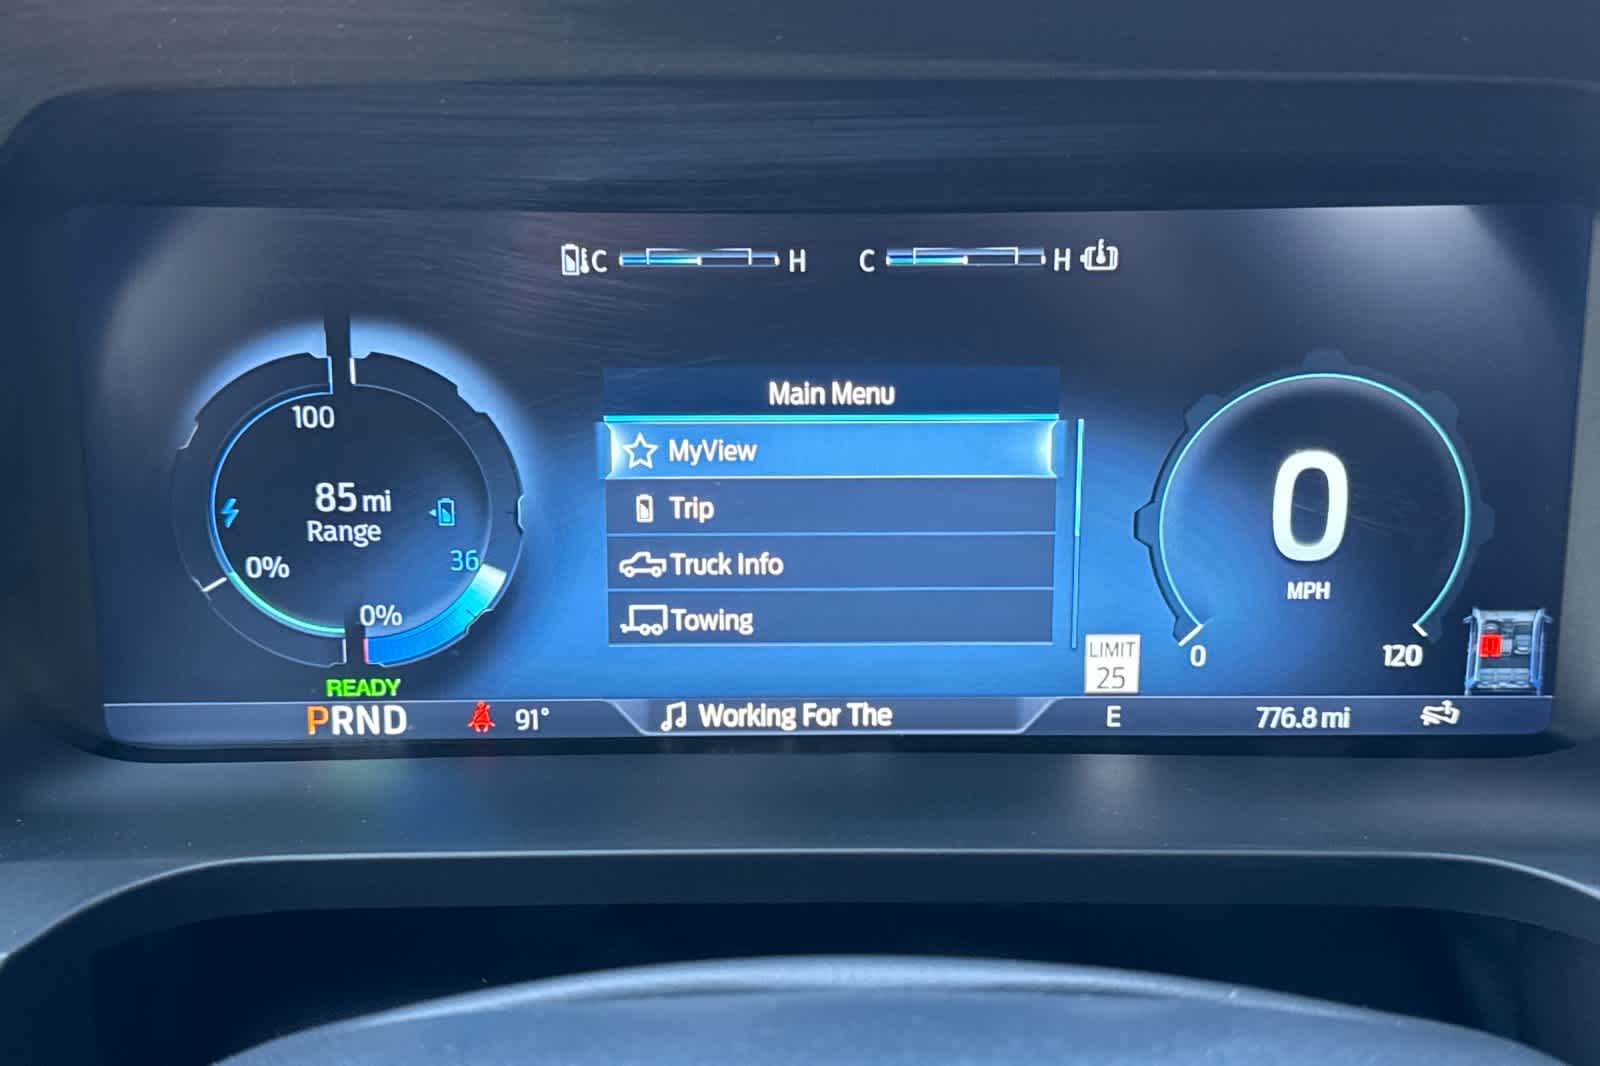 C H C H
Main Menu
MyView
Trip
Truck Info
Towing
100
85 mi
Range
0%
36
0%
READY
PRND
91°
Working For The
LIMIT
25
E
0
MPH
0
120
776.8 mi